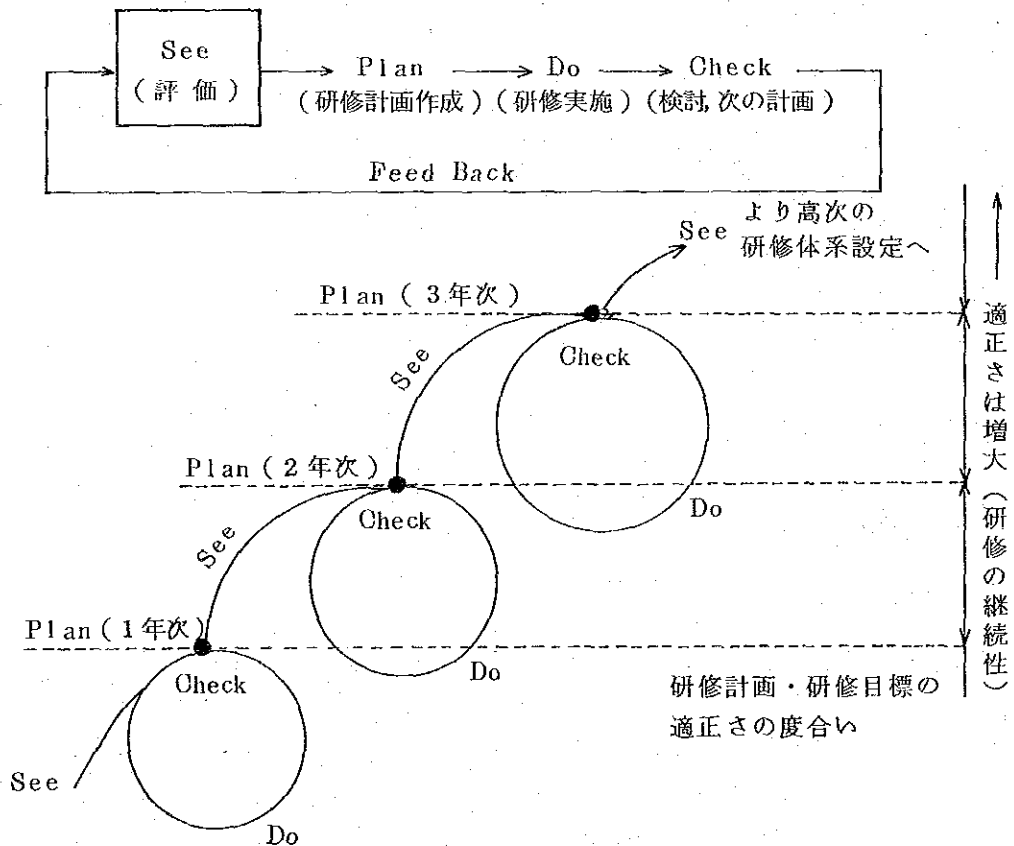 See
(評価)
Plan
(研修計画作成)
Do
(研修実施)
Check
(検討,次の計画)
Feed Back
See
より高次の
研修体系設定へ
Plan(3年次)
Check
See
Do
Plan(2年次)
Check
See
Do
Plan(1年次)
Check
See
Do
研修計画・研修目標の
適正さの度合い
適正さは増大(研修の継続性)